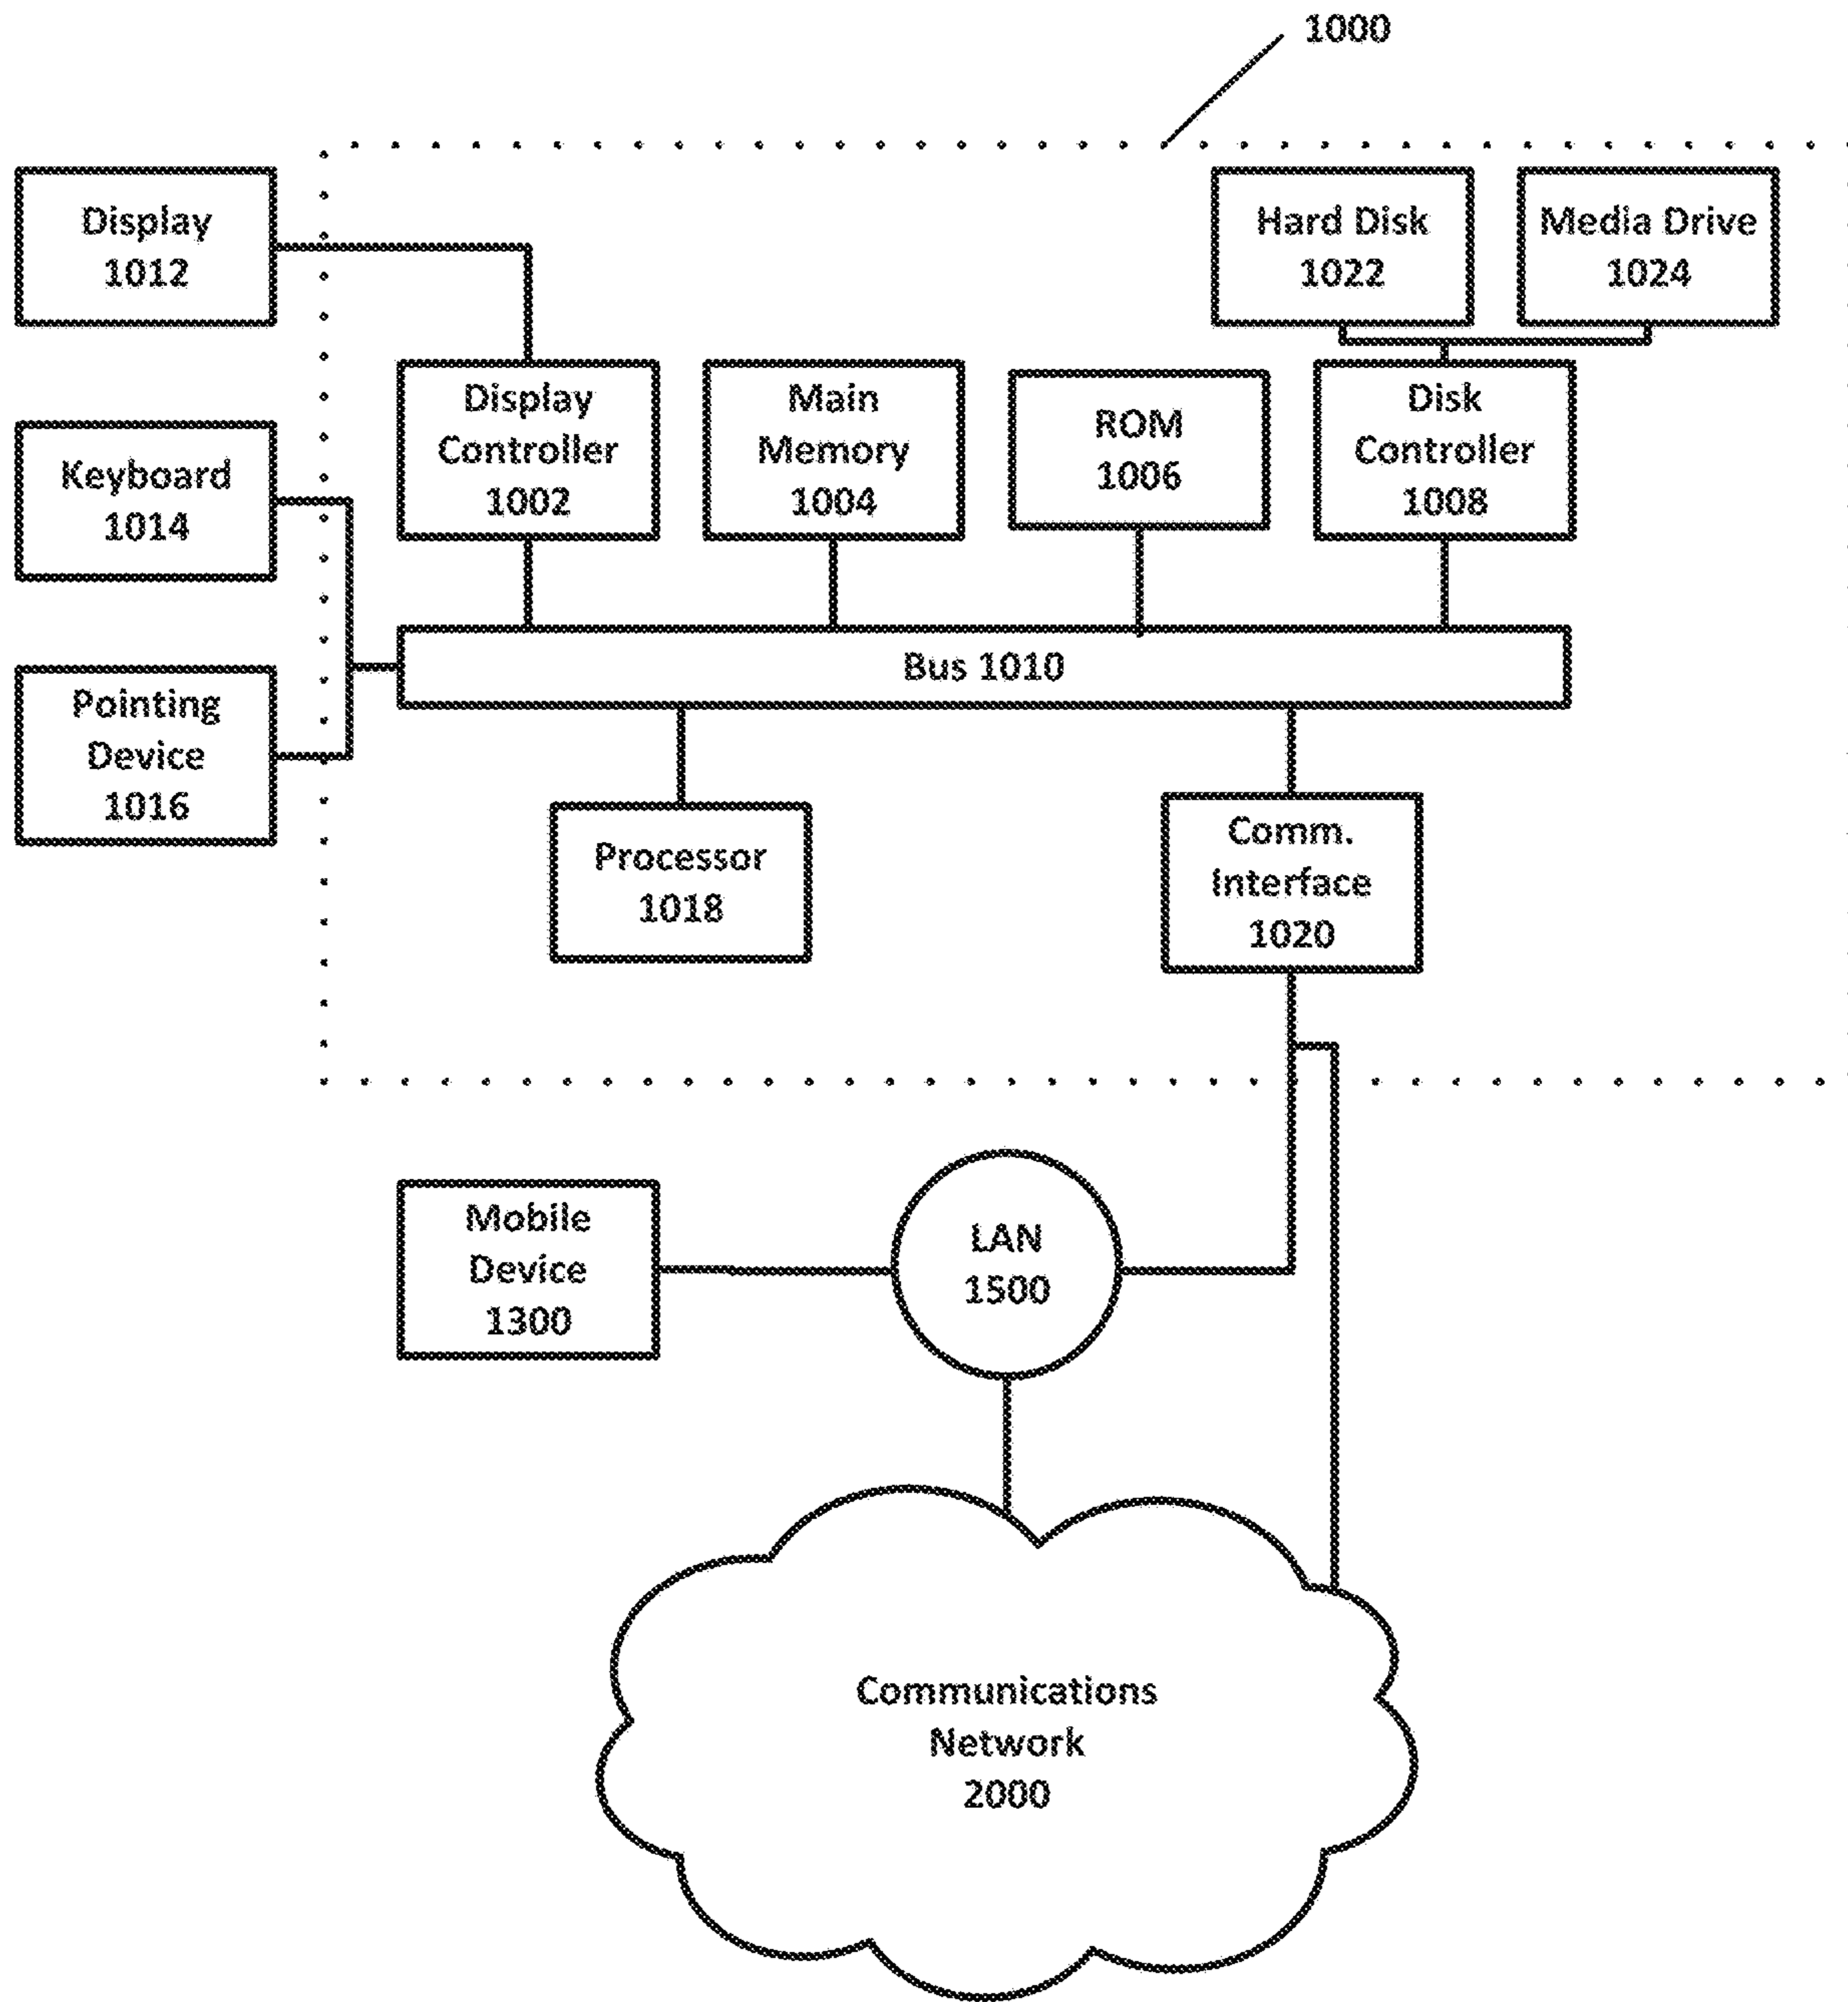 1000
Display
1012
Hard Disk
1022
Media Drive
1024
Display
Controller
1002
Main
Memory
1004
ROM
1006
Disk
Controller
1008
Keyboard
1014
Bus 1010
Pointing
Device
1016
Processor
1018
Comm.
Interface
1020
Mobile
Device
1300
LAN
1500
Communications
Network
2000